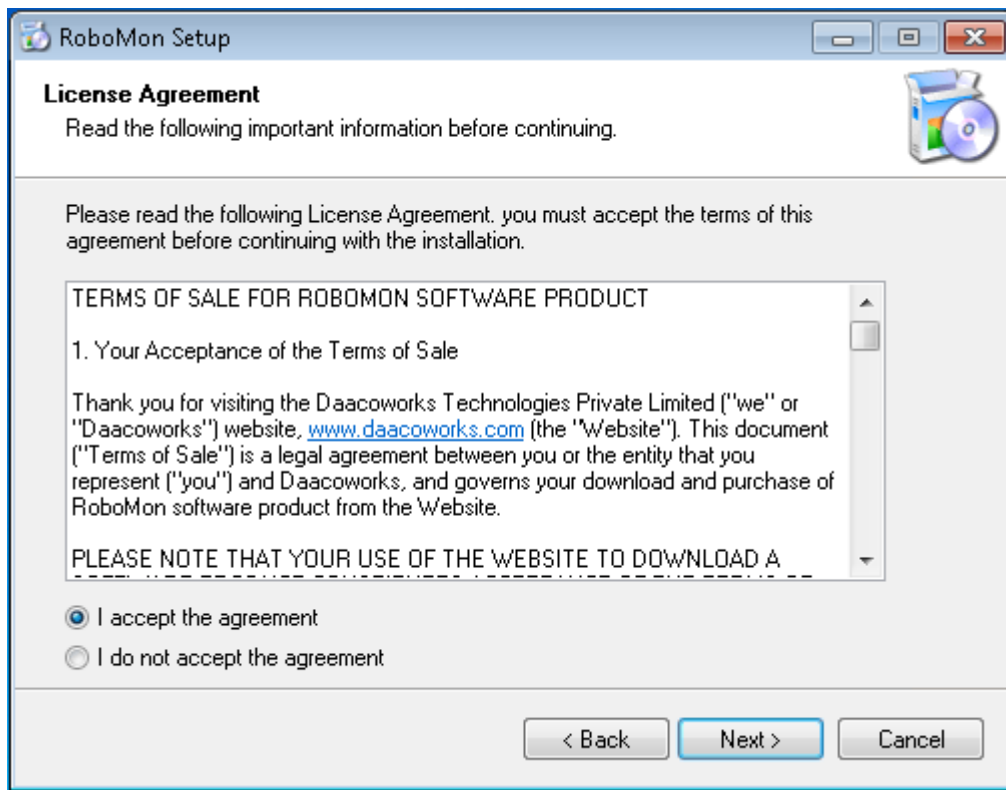 RoboMon Setup
License Agreement
Read the following important information before continuing.
Please read the following License Agreement. you must accept the terms of this
agreement before continuing with the installation.
TERMS OF SALE FOR ROBOMON SOFTWARE PRODUCT
1. Your Acceptance of the Terms of Sale
Thank you for visiting the Daacoworks Technologies Private Limited ("we" or
"Daacoworks") website, www.daacoworks.com (the "Website"). This document
("Terms of Sale") is a legal agreement between you or the entity that you
represent ("you") and Daacoworks, and governs your download and purchase of
RoboMon software product from the Website.
PLEASE NOTE THAT YOUR USE OF THE WEBSITE TO DOWNLOAD A
I accept the agreement
I do not accept the agreement
< Back
Next >
Cancel